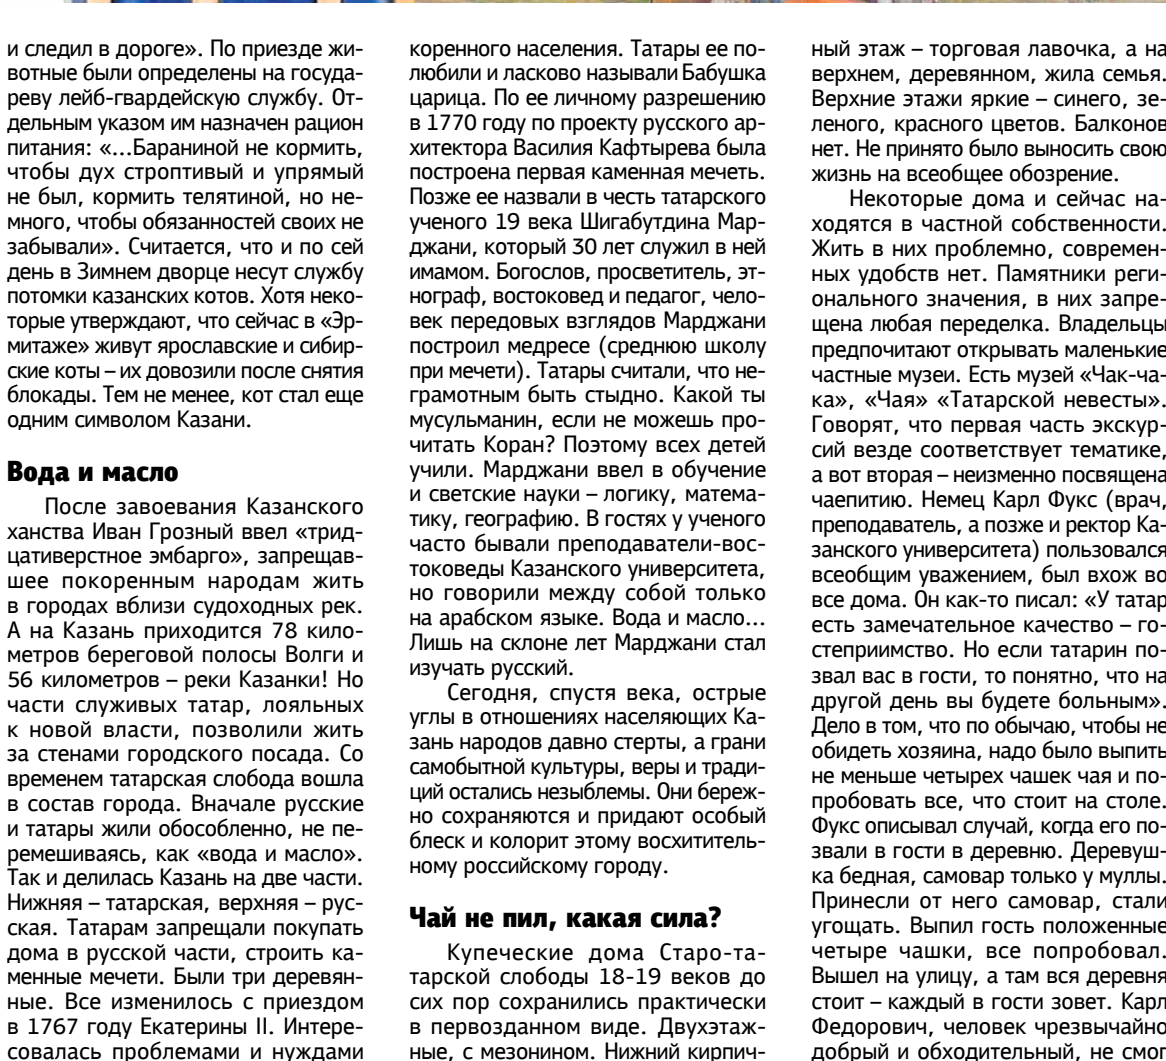 и следил в дороге». По приезде жи-
вотные были определены на госуда-
реву лейб-гвардейскую службу. От-
дельным указом им назначен рацион
питания: «...Бараниной не кормить,
чтобы дух строптивый и упрямый
не был, кормить телятиной, но не-
много, чтобы обязанностей своих не
забывали». Считается, что и по сей
день в Зимнем дворце несут службу
потомки казанских котов. Хотя неко-
торые утверждают, что сейчас в «Эр-
митаже» живут ярославские и сибир-
ские коты – их довозили после снятия
блокады. Тем не менее, кот стал еще
одним символом Казани.
Вода и масло
После завоевания Казанского
ханства Иван Грозный ввел «трид-
цативерстное эмбарго», запрещав-
шее покоренным народам жить
в городах вблизи судоходных рек.
А на Казань приходится 78 кило-
метров береговой полосы Волги и
56 километров – реки Казанки! Но
части служивых татар, лояльных
к новой власти, позволили жить
за стенами городского посада. Со
временем татарская слобода вошла
в состав города. Вначале русские
и татары жили обособленно, не пе-
ремешиваясь, как «вода и масло».
Так и делилась Казань на две части.
Нижняя – татарская, верхняя – рус-
ская. Татарам запрещали покупать
дома в русской части, строить ка-
менные мечети. Были три деревян-
ные. Все изменилось с приездом
в 1767 году Екатерины II. Интере-
совалась проблемами и нуждами
коренного населения. Татары ее по-
любили и ласково называли Бабушка
царица. По ее личному разрешению
в 1770 году по проекту русского ар-
хитектора Василия Кафтырева была
построена первая каменная мечеть.
Позже ее назвали в честь татарского
ученого 19 века Шигабутдина Мар-
джани, который 30 лет служил в ней
имамом. Богослов, просветитель, эт-
нограф, востоковед и педагог, чело-
век передовых взглядов Марджани
построил медресе (среднюю школу
при мечети). Татары считали, что не-
грамотным быть стыдно. Какой ты
мусульманин, если не можешь про-
читать Коран? Поэтому всех детей
учили. Марджани ввел в обучение
и светские науки – логику, матема-
тику, географию. В гостях у ученого
часто бывали преподаватели-вос-
токоведы Казанского университета,
но говорили между собой только
на арабском языке. Вода и масло...
Лишь на склоне лет Марджани стал
изучать русский.
Сегодня, спустя века, острые
углы в отношениях населяющих Ка-
зань народов давно стерты, а грани
самобытной культуры, веры и тради-
ций остались незыблемы. Они береж-
но сохраняются и придают особый
блеск и колорит этому восхититель-
ному российскому городу.
Чай не пил, какая сила?
Купеческие дома Старо-та-
тарской слободы 18-19 веков до
сих пор сохранились практически
в первозданном виде. Двухэтаж-
ные, с мезонином. Нижний кирпич-
ный этаж – торговая лавочка, а на
верхнем, деревянном, жила семья.
Верхние этажи яркие – синего, зе-
леного, красного цветов. Балконов
нет. Не принято было выносить свою
жизнь на всеобщее обозрение.
Некоторые дома и сейчас на-
ходятся в частной собственности.
Жить в них проблемно, современ-
ных удобств нет. Памятники реги-
онального значения, в них запре-
щена любая переделка. Владельцы
предпочитают открывать маленькие
частные музеи. Есть музей «Чак-ча-
ка», «Чая» «Татарской невесты».
Говорят, что первая часть экскур-
сий везде соответствует тематике,
а вот вторая – неизменно посвящена
чаепитию. Немец Карл Фукс (врач,
преподаватель, а позже и ректор Ка-
занского университета) пользовался
всеобщим уважением, был вхож во
все дома. Он как-то писал: «У татар
есть замечательное качество – го-
степриимство. Но если татарин по-
звал вас в гости, то понятно, что на
другой день вы будете больным».
Дело в том, что по обычаю, чтобы не
обидеть хозяина, надо было выпить
не меньше четырех чашек чая и по-
пробовать все, что стоит на столе.
Фукс описывал случай, когда его по-
звали в гости в деревню. Деревуш-
ка бедная, самовар только у муллы.
Принесли от него самовар, стали
угощать. Выпил гость положенные
четыре чашки, все попробовал.
Вышел на улицу, а там вся деревня
стоит – каждый в гости зовет. Карл
Федорович, человек чрезвычайно
добрый и обходительный, не смог